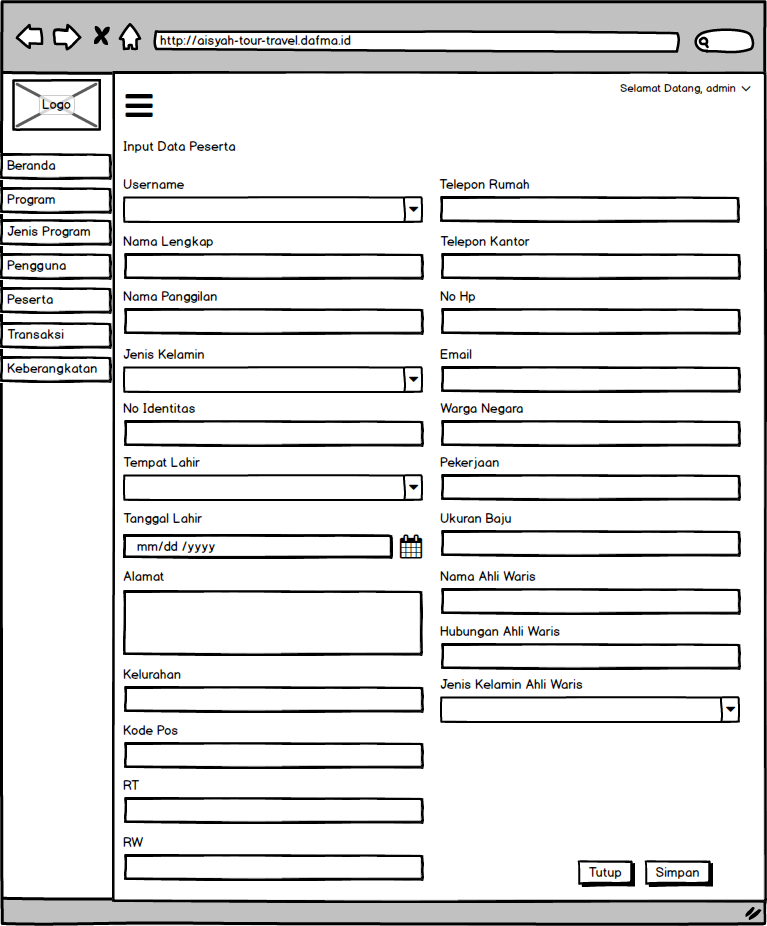 http://aisyah-tour-travel.dafma.id
Logo
Selamat Datang, admin
Beranda
Program
Jenis Program
Pengguna
Peserta
Transaksi
Keberangkatan
Input Data Peserta
Username
Nama Lengkap
Nama Panggilan
Jenis Kelamin
No Identitas
Tempat Lahir
Tanggal Lahir
mm/dd /yyyy
Alamat
Kelurahan
Kode Pos
RT
RW
Telepon Rumah
Telepon Kantor
No Hp
Email
Warga Negara
Pekerjaan
Ukuran Baju
Nama Ahli Waris
Hubungan Ahli Waris
Jenis Kelamin Ahli Waris
Tutup
Simpan